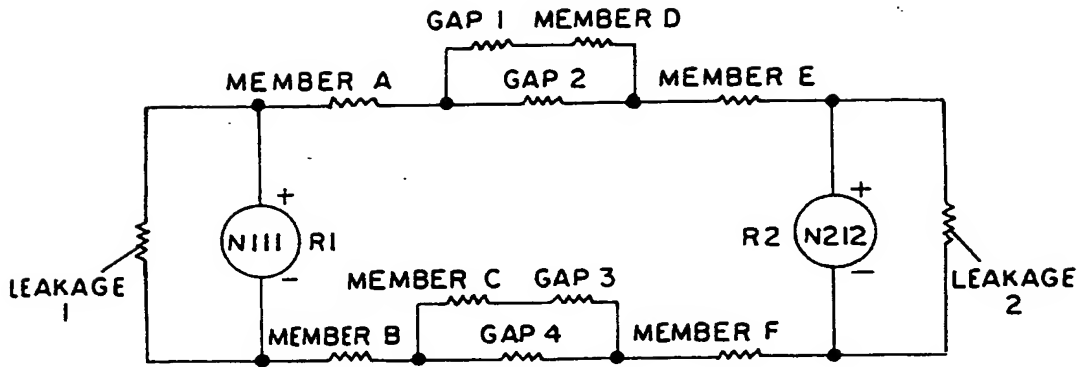 GAP 1 MEMBER D
MEMBER A GAP 2 MEMBER E
+ +
N111 R1 R2 N212
- -
LEAKAGE
1
LEAKAGE
2
MEMBER C GAP 3
MEMBER B GAP 4 MEMBER F